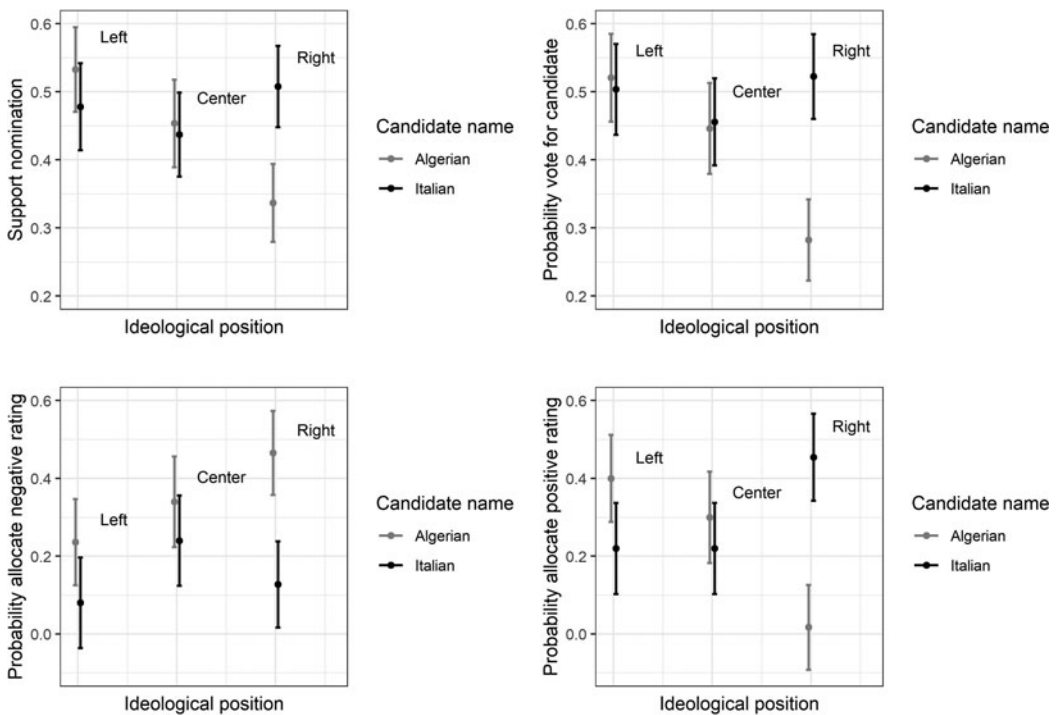 Support nomination
0.6
0.5
0.4
0.3
0.2
Left
Center
Right
Ideological position
Candidate name
Algerian
Italian
Probability vote for candidate
0.6
0.5
0.4
0.3
0.2
Left
Center
Right
Ideological position
Candidate name
Algerian
Italian
Probability allocate negative rating
0.6
0.4
0.2
0.0
Left
Center
Right
Ideological position
Candidate name
Algerian
Italian
Probability allocate positive rating
0.6
0.4
0.2
0.0
Left
Center
Right
Ideological position
Candidate name
Algerian
Italian